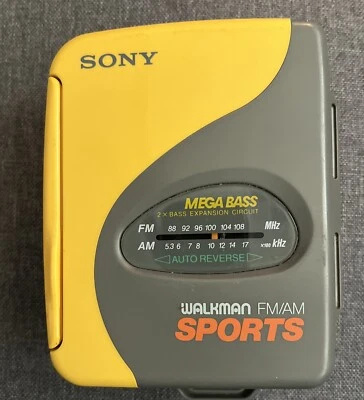 SONY
MEGA BASS
2×BASS EXPANSION CIRCUIT
FM 88 92 96 100 104 108 MHz
AM 5.3 6 7 8 10 12 14 17 ×100 kHz
◁AUTO REVERSE▷
WALKMAN FM/AM
SPORTS